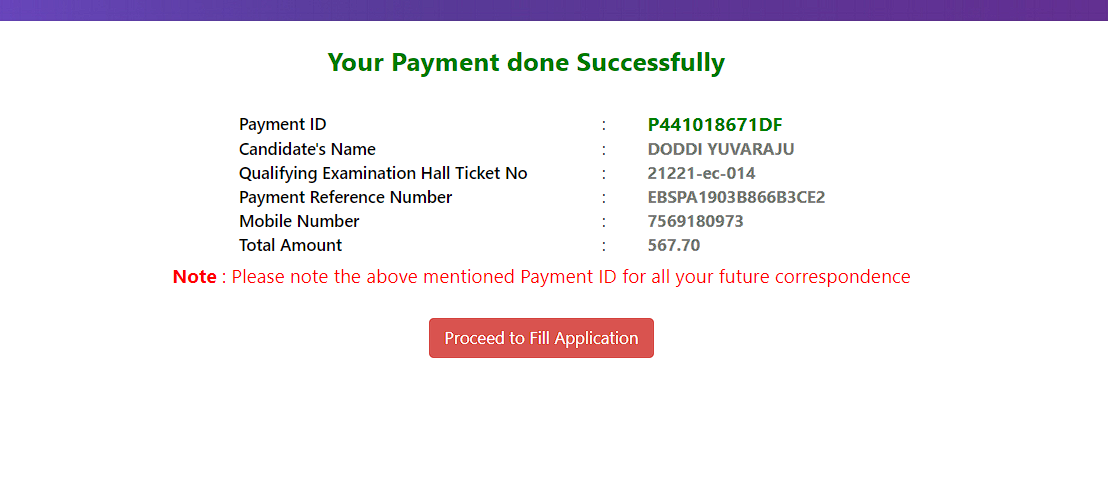 Your Payment done Successfully
Payment ID : P441018671DF
Candidate's Name : DODDI YUVARAJU
Qualifying Examination Hall Ticket No : 21221-ec-014
Payment Reference Number : EBSPA1903B866B3CE2
Mobile Number : 7569180973
Total Amount : 567.70
Note : Please note the above mentioned Payment ID for all your future correspondence
Proceed to Fill Application